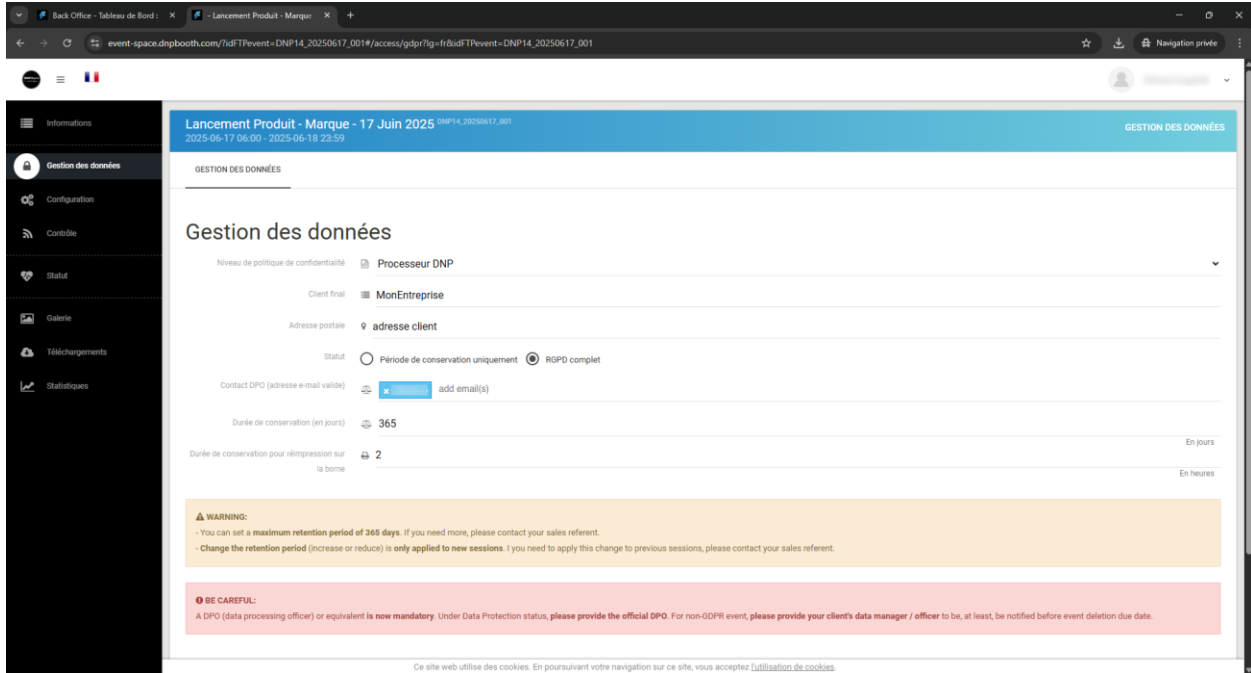 Back Office - Tableau de Bord :
- Lancement Produit - Marque
event-space.dnpbooth.com/?idFTPevent=DNP14_20250617_001#/access/gdpr?lg=fr&idFTPevent=DNP14_20250617_001
Navigation privée
Informations
Gestion des données
Configuration
Contrôle
Statut
Galerie
Téléchargements
Statistiques
Lancement Produit - Marque - 17 Juin 2025 DNP14_20250617_001
2025-06-17 06:00 - 2025-06-18 23:59
GESTION DES DONNÉES
GESTION DES DONNÉES
Gestion des données
Niveau de politique de confidentialité Processeur DNP
Client final MonEntreprise
Adresse postale adresse client
Statut Période de conservation uniquement RGPD complet
Contact DPO (adresse e-mail valide) × add email(s)
Durée de conservation (en jours) 365
En jours
Durée de conservation pour réimpression sur
la borne 2
En heures
WARNING:
- You can set a maximum retention period of 365 days. If you need more, please contact your sales referent.
- Change the retention period (increase or reduce) is only applied to new sessions. I you need to apply this change to previous sessions, please contact your sales referent.
BE CAREFUL:
A DPO (data processing officer) or equivalent is now mandatory. Under Data Protection status, please provide the official DPO. For non-GDPR event, please provide your client's data manager / officer to be, at least, be notified before event deletion due date.
Ce site web utilise des cookies. En poursuivant votre navigation sur ce site, vous acceptez l'utilisation de cookies.